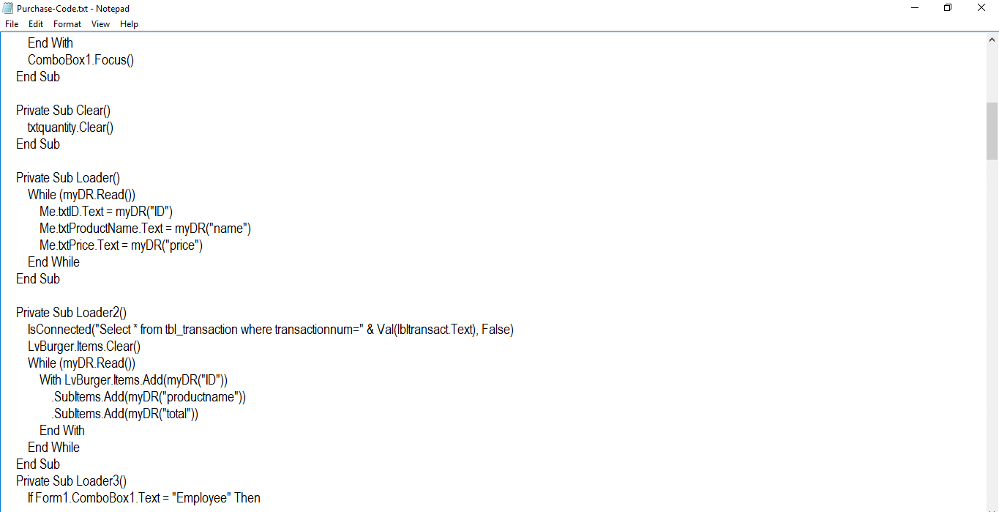 Purchase-Code.txt - Notepad
File Edit Format View Help
End With
ComboBox1.Focus()
End Sub
Private Sub Clear()
txtquantity.Clear()
End Sub
Private Sub Loader()
While (myDR.Read())
Me.txtID.Text = myDR("ID")
Me.txtProductName.Text = myDR("name")
Me.txtPrice.Text = myDR("price")
End While
End Sub
Private Sub Loader2()
IsConnected("Select * from tbl_transaction where transactionnum=" & Val(lbltransact.Text), False)
LvBurger.Items.Clear()
While (myDR.Read())
With LvBurger.Items.Add(myDR("ID"))
.SubItems.Add(myDR("productname"))
.SubItems.Add(myDR("total"))
End With
End While
End Sub
Private Sub Loader3()
If Form1.ComboBox1.Text = "Employee" Then